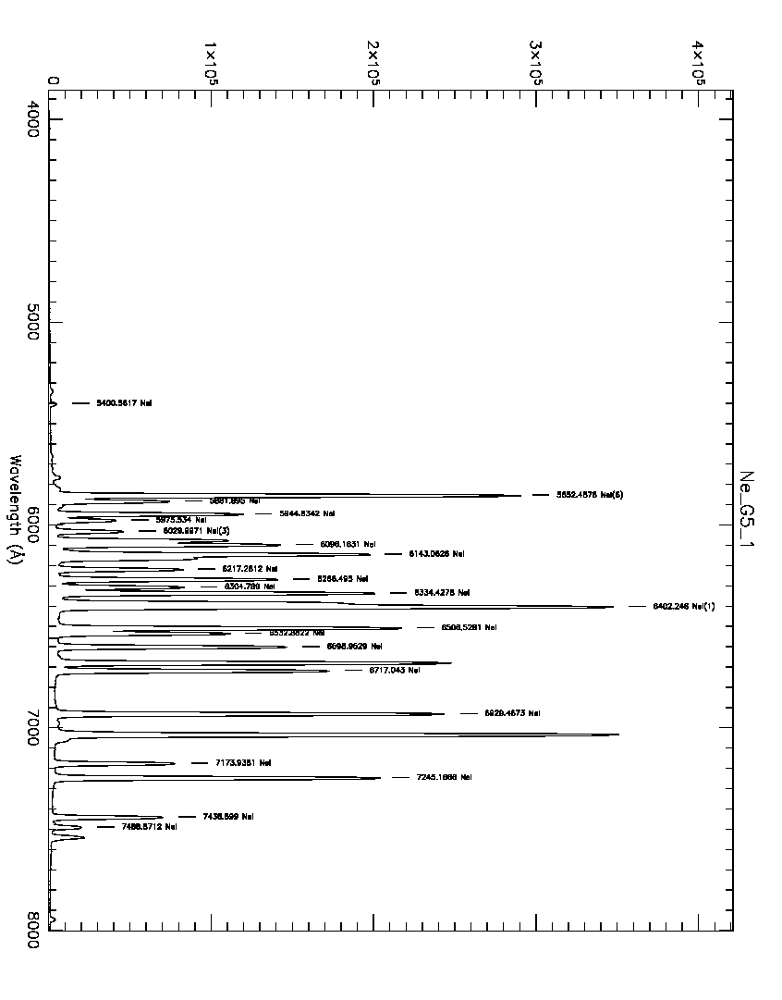 Ne_G5_1
4×10⁵
3×10⁵
2×10⁵
1×10⁵
0
4000
5000
6000
7000
8000
Wavelength (Å)
5400.5617 NeI
5852.4878 NeI(6)
5881.895 NeI
5944.8342 NeI
5975.534 NeI
6029.9971 NeI(3)
6096.1631 NeI
6143.0626 NeI
6217.2812 NeI
6266.495 NeI
6304.789 NeI
6334.4278 NeI
6402.246 NeI(1)
6506.5281 NeI
6532.8822 NeI
6598.9529 NeI
6717.043 NeI
6929.4673 NeI
7173.9381 NeI
7245.1666 NeI
7438.899 NeI
7488.8712 NeI